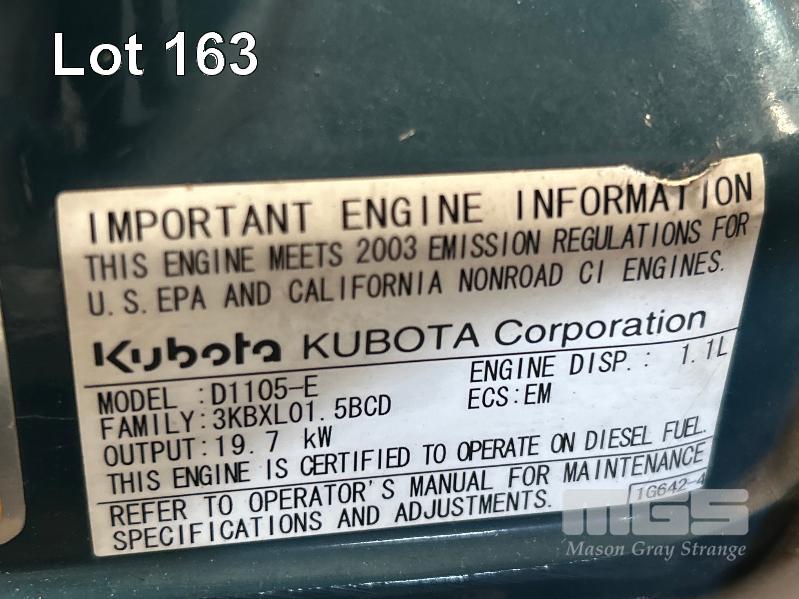 Lot 163
IMPORTANT ENGINE INFORMATION
THIS ENGINE MEETS 2003 EMISSION REGULATIONS FOR
U.S.EPA AND CALIFORNIA NONROAD CI ENGINES.
Kubota KUBOTA Corporation
MODEL :D1105-E ENGINE DISP.: 1.1L
FAMILY:3KBXL01.5BCD ECS:EM
OUTPUT:19.7 kW
THIS ENGINE IS CERTIFIED TO OPERATE ON DIESEL FUEL.
REFER TO OPERATOR'S MANUAL FOR MAINTENANCE
SPECIFICATIONS AND ADJUSTMENTS. 1G642-4
MGS
Mason Gray Strange